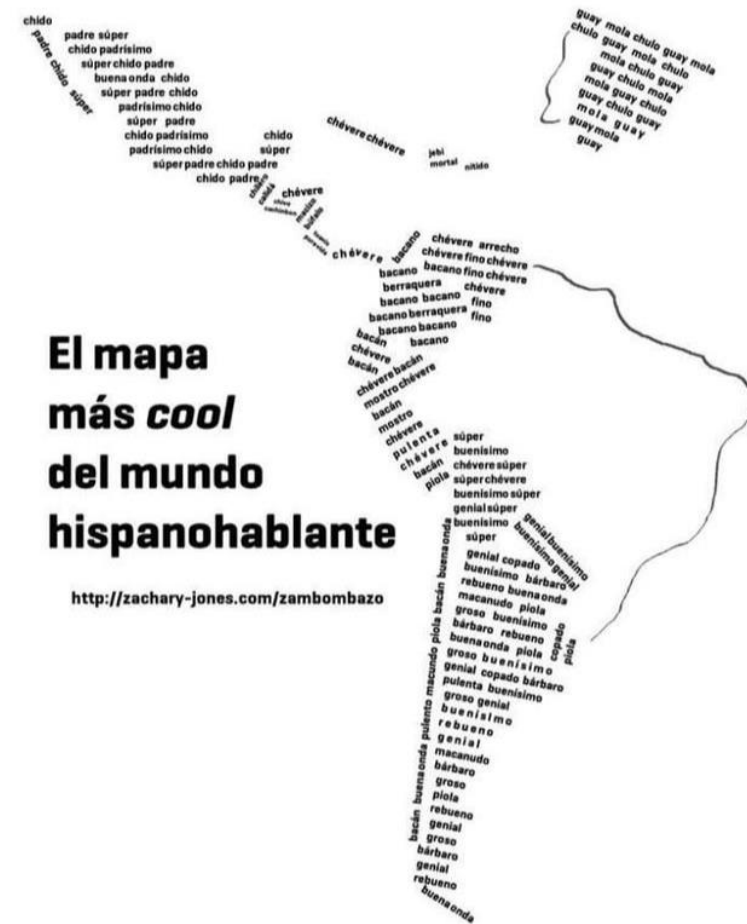 chido
padre chido súper
padre súper
chido padrísimo
súper chido padre
buena onda chido
súper padre chido
padrísimo chido
súper padre
chido padrísimo
padrísimo chido
chido
súper
súper padre chido padre
chido padre
chévere
guay mola chulo guay mola
chulo guay mola chulo
mola chulo guay
guay chulo mola
mola guay chulo
guay chulo guay
mola guay
guay mola
guay
chévere chévere
jebi
mortal
nítido
chévere
bacano
chévere arrecho
chévere fino chévere
bacano fino chévere
bacano
berraquera
chévere
bacano bacano
fino
bacano berraquera
fino
bacano bacano
bacano
bacán
chévere
bacán
chévere bacán
mostro chévere
bacán
mostro
chévere
pulenta
chévere
bacán
piola
súper
buenísimo
chévere súper
súper chévere
buenísimo súper
genial súper
buenísimo
súper
genial buenísimo
buenísimo genial
genial copado
buenísimo bárbaro
rebueno buena onda
macanudo piola
groso buenísimo
bárbaro rebueno
buena onda piola
groso buenísimo
genial copado bárbaro
pulenta buenísimo
groso genial
buenísimo
rebueno
genial
macanudo
bárbaro
groso
piola
rebueno
genial
groso
bárbaro
genial
rebueno
buena onda
copado
piola
bacán buena onda pulento macundo piola bacán buena onda
El mapa
más cool
del mundo
hispanohablante
http://zachary-jones.com/zambombazo